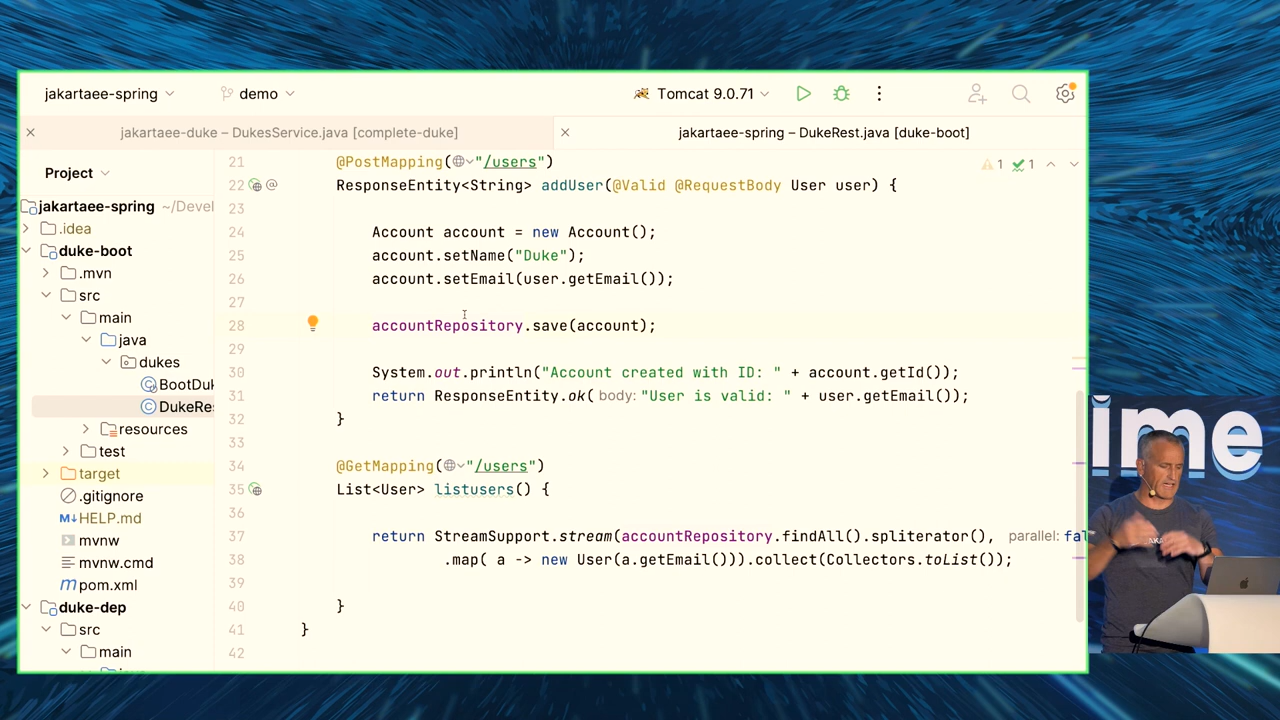 jakartaee-spring
demo
Tomcat 9.0.71
jakartaee-duke – DukesService.java [complete-duke]
jakartaee-spring – DukeRest.java [duke-boot]
Project
jakartaee-spring ~/Devel
.idea
duke-boot
.mvn
src
main
java
dukes
BootDuk
DukeRes
resources
test
target
.gitignore
HELP.md
mvnw
mvnw.cmd
pom.xml
duke-dep
src
main
1 1
21 @PostMapping("/users")
22 ResponseEntity<String> addUser(@Valid @RequestBody User user) {
23
24 Account account = new Account();
25 account.setName("Duke");
26 account.setEmail(user.getEmail());
27
28 accountRepository.save(account);
29
30 System.out.println("Account created with ID: " + account.getId());
31 return ResponseEntity.ok( body: "User is valid: " + user.getEmail());
32 }
33
34 @GetMapping("/users")
35 List<User> listusers() {
36
37 return StreamSupport.stream(accountRepository.findAll().spliterator(), parallel: fal
38 .map( a -> new User(a.getEmail())).collect(Collectors.toList());
39
40 }
41 }
42
ime